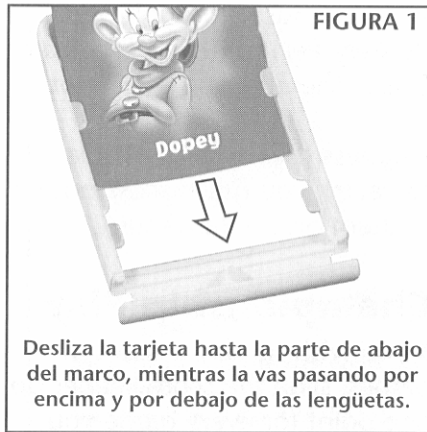 FIGURA 1
Dopey
Desliza la tarjeta hasta la parte de abajo
del marco, mientras la vas pasando por
encima y por debajo de las lengüetas.